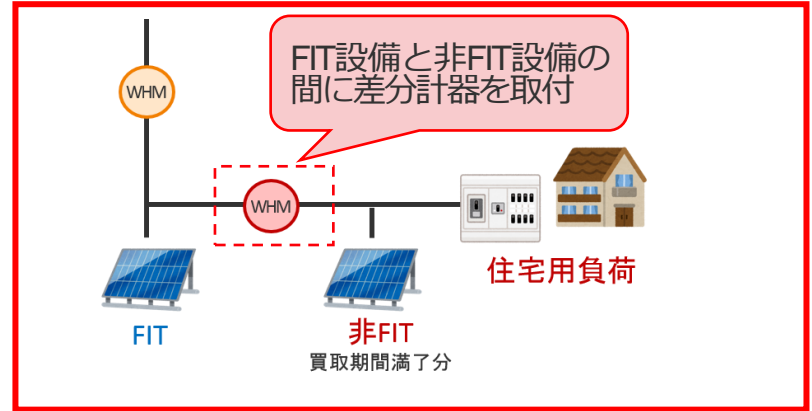 FIT設備と非FIT設備の
間に差分計器を取付
WHM
WHM
住宅用負荷
FIT
非FIT
買取期間満了分